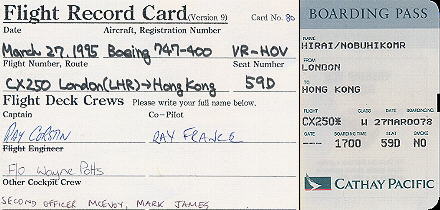 Flight Record Card (Version 9) Card No. 80
Date Aircraft, Registration Number
March 27, 1995 Boeing 747-400 VR-HOV
Flight Number, Route Seat Number
CX250 London(LHR)→Hong Kong 59D
Flight Deck Crews Please write your full name below.
Captain Co-Pilot
RAY FRANCE
Flight Engineer
F/o Wayne Potts
Other Cockpit Crew
SECOND OFFICER MCEVOY, MARK JAMES
BOARDING PASS
NAME
HIRAI/NOBUHIKOMR
FROM
LONDON
TO
HONG KONG
FLIGHT CLASS DATE
CX250* W 27MAR0078
GATE BOARDING TIME SEAT SMOKE
--- 1700 59D NO
CATHAY PACIFIC